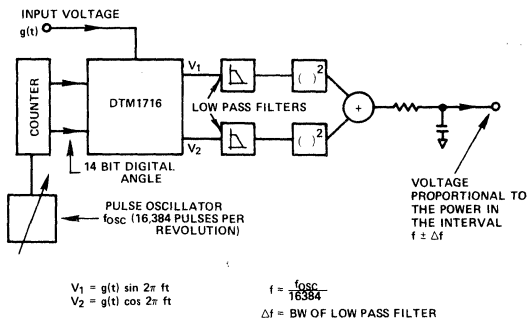 INPUT VOLTAGE
g(t)
COUNTER
DTM1716
V1
V2
LOW PASS FILTERS
( )2
( )2
+
14 BIT DIGITAL
ANGLE
PULSE OSCILLATOR
fOSC (16,384 PULSES PER
REVOLUTION)
VOLTAGE
PROPORTIONAL TO
THE POWER IN
THE INTERVAL
f ± Δf
V1 = g(t) sin 2π ft
V2 = g(t) cos 2π ft
f = fOSC
16384
Δf = BW OF LOW PASS FILTER